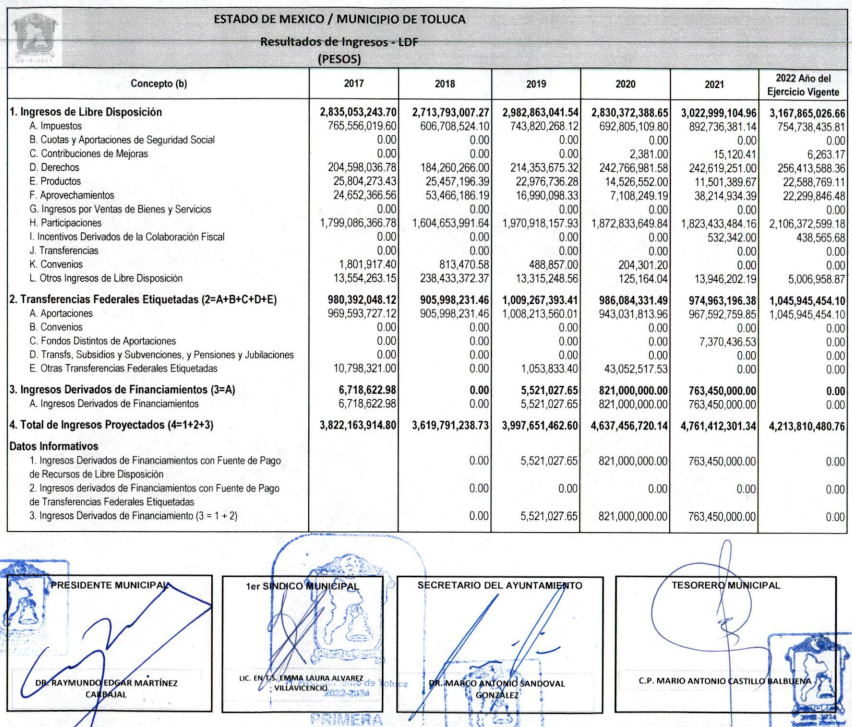 ESTADO DE MEXICO / MUNICIPIO DE TOLUCA
Resultados de Ingresos - LDF
(PESOS)
Concepto (b) 2017 2018 2019 2020 2021 2022 Año del Ejercicio Vigente
1. Ingresos de Libre Disposición 2,835,053,243.70 2,713,793,007.27 2,982,863,041.54 2,830,372,388.65 3,022,999,104.96 3,167,865,026.66
A. Impuestos 765,556,019.60 606,708,524.10 743,820,268.12 692,805,109.80 892,736,381.14 754,738,435.81
B. Cuotas y Aportaciones de Seguridad Social 0.00 0.00 0.00 0.00 0.00 0.00
C. Contribuciones de Mejoras 0.00 0.00 0.00 2,381.00 15,120.41 6,263.17
D. Derechos 204,598,036.78 184,260,266.00 214,353,675.32 242,766,981.58 242,619,251.00 256,413,588.36
E. Productos 25,804,273.43 25,457,196.39 22,976,736.28 14,526,552.00 11,501,389.67 22,588,769.11
F. Aprovechamientos 24,652,366.56 53,466,186.19 16,990,098.33 7,108,249.19 38,214,934.39 22,299,846.48
G. Ingresos por Ventas de Bienes y Servicios 0.00 0.00 0.00 0.00 0.00 0.00
H. Participaciones 1,799,086,366.78 1,604,653,991.64 1,970,918,157.93 1,872,833,649.84 1,823,433,484.16 2,106,372,599.18
I. Incentivos Derivados de la Colaboración Fiscal 0.00 0.00 0.00 0.00 532,342.00 438,565.68
J. Transferencias 0.00 0.00 0.00 0.00 0.00 0.00
K. Convenios 1,801,917.40 813,470.58 488,857.00 204,301.20 0.00 0.00
L. Otros Ingresos de Libre Disposición 13,554,263.15 238,433,372.37 13,315,248.56 125,164.04 13,946,202.19 5,006,958.87
2. Transferencias Federales Etiquetadas (2=A+B+C+D+E) 980,392,048.12 905,998,231.46 1,009,267,393.41 986,084,331.49 974,963,196.38 1,045,945,454.10
A. Aportaciones 969,593,727.12 905,998,231.46 1,008,213,560.01 943,031,813.96 967,592,759.85 1,045,945,454.10
B. Convenios 0.00 0.00 0.00 0.00 0.00 0.00
C. Fondos Distintos de Aportaciones 0.00 0.00 0.00 0.00 7,370,436.53 0.00
D. Transfs, Subsidios y Subvenciones, y Pensiones y Jubilaciones 0.00 0.00 0.00 0.00 0.00 0.00
E. Otras Transferencias Federales Etiquetadas 10,798,321.00 0.00 1,053,833.40 43,052,517.53 0.00 0.00
3. Ingresos Derivados de Financiamientos (3=A) 6,718,622.98 0.00 5,521,027.65 821,000,000.00 763,450,000.00 0.00
A. Ingresos Derivados de Financiamientos 6,718,622.98 0.00 5,521,027.65 821,000,000.00 763,450,000.00 0.00
4. Total de Ingresos Proyectados (4=1+2+3) 3,822,163,914.80 3,619,791,238.73 3,997,651,462.60 4,637,456,720.14 4,761,412,301.34 4,213,810,480.76
Datos Informativos
1. Ingresos Derivados de Financiamientos con Fuente de Pago
de Recursos de Libre Disposición 0.00 5,521,027.65 821,000,000.00 763,450,000.00 0.00
2. Ingresos derivados de Financiamientos con Fuente de Pago
de Transferencias Federales Etiquetadas 0.00 0.00 0.00 0.00 0.00
3. Ingresos Derivados de Financiamiento (3 = 1 + 2) 0.00 5,521,027.65 821,000,000.00 763,450,000.00 0.00
PRESIDENTE MUNICIPAL
DR. RAYMUNDO EDGAR MARTÍNEZ
CARBAJAL
1er SINDICO MUNICIPAL
LIC. EN T.S. EMMA LAURA ALVAREZ
VILLAVICENCIO
de Toluca
2022-2024
PRIMERA
SECRETARIO DEL AYUNTAMIENTO
DR. MARCO ANTONIO SANDOVAL
GONZÁLEZ
TESORERO MUNICIPAL
C.P. MARIO ANTONIO CASTILLO BALBUENA